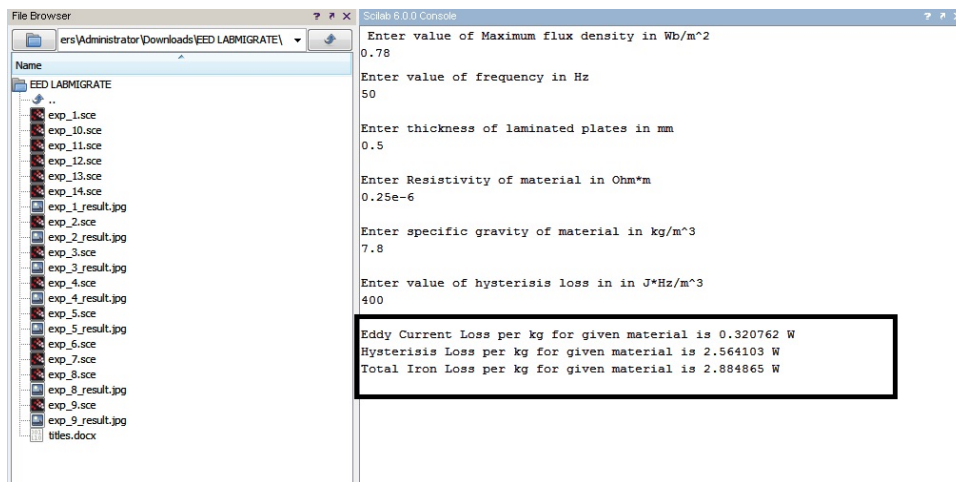 File Browser
ers\Administrator\Downloads\EED LABMIGRATE\
Name
EED LABMIGRATE
..
exp_1.sce
exp_10.sce
exp_11.sce
exp_12.sce
exp_13.sce
exp_14.sce
exp_1_result.jpg
exp_2.sce
exp_2_result.jpg
exp_3.sce
exp_3_result.jpg
exp_4.sce
exp_4_result.jpg
exp_5.sce
exp_5_result.jpg
exp_6.sce
exp_7.sce
exp_8.sce
exp_8_result.jpg
exp_9.sce
exp_9_result.jpg
titles.docx
Scilab 6.0.0 Console
Enter value of Maximum flux density in Wb/m^2
0.78
Enter value of frequency in Hz
50
Enter thickness of laminated plates in mm
0.5
Enter Resistivity of material in Ohm*m
0.25e-6
Enter specific gravity of material in kg/m^3
7.8
Enter value of hysterisis loss in in J*Hz/m^3
400
Eddy Current Loss per kg for given material is 0.320762 W
Hysterisis Loss per kg for given material is 2.564103 W
Total Iron Loss per kg for given material is 2.884865 W